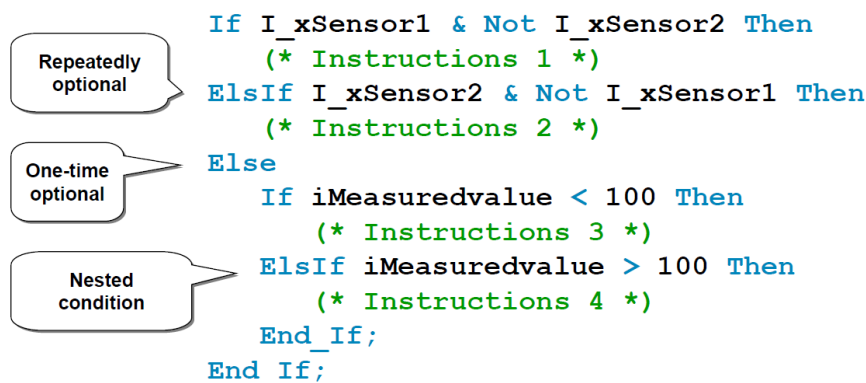 If I_xSensor1 & Not I_xSensor2 Then
(* Instructions 1 *)
Repeatedly
optional
ElsIf I_xSensor2 & Not I_xSensor1 Then
(* Instructions 2 *)
One-time
optional
Else
If iMeasuredvalue < 100 Then
(* Instructions 3 *)
Nested
condition
ElsIf iMeasuredvalue > 100 Then
(* Instructions 4 *)
End_If;
End If;